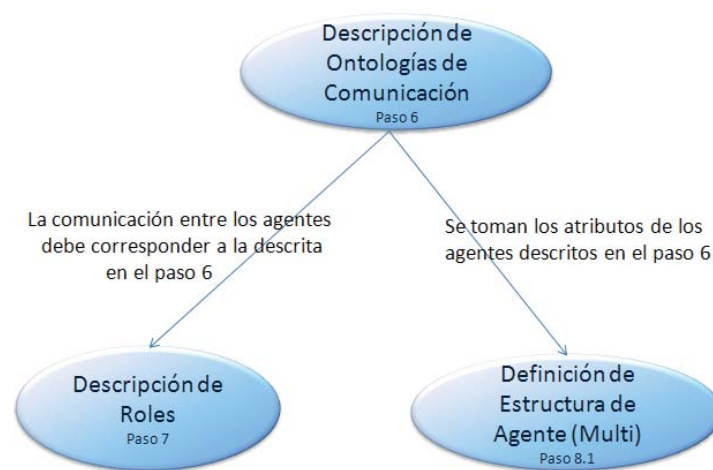 Descripción de
Ontologías de
Comunicación
Paso 6
La comunicación entre los agentes
debe corresponder a la descrita
en el paso 6
Se toman los atributos de los
agentes descritos en el paso 6
Descripción de
Roles
Paso 7
Definición de
Estructura de
Agente (Multi)
Paso 8.1